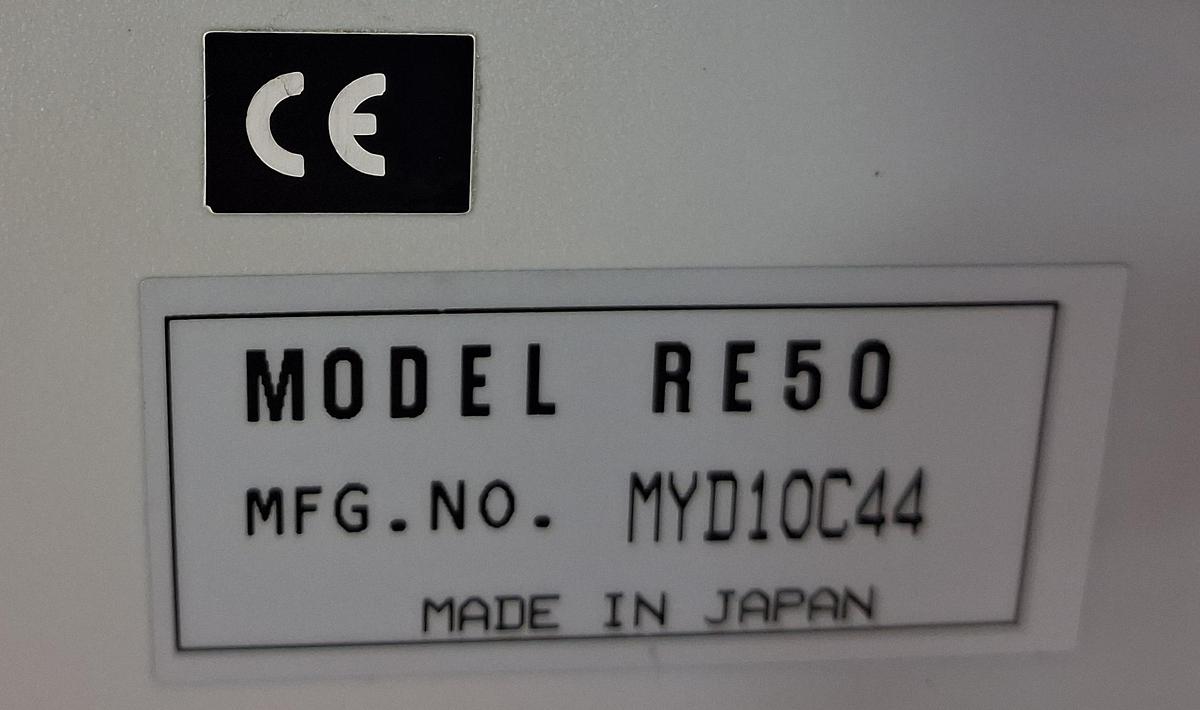 CE
MODEL RE50
MFG.NO. MYD10C44
MADE IN JAPAN